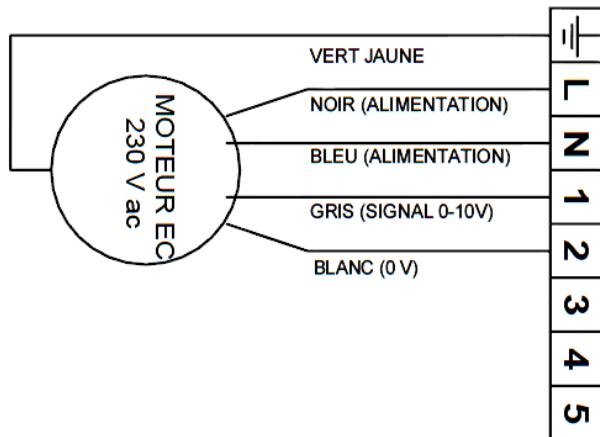 VERT JAUNE
NOIR (ALIMENTATION)
BLEU (ALIMENTATION)
GRIS (SIGNAL 0-10V)
BLANC (0 V)
MOTEUR EC
230 V ac
L
N
1
2
3
4
5